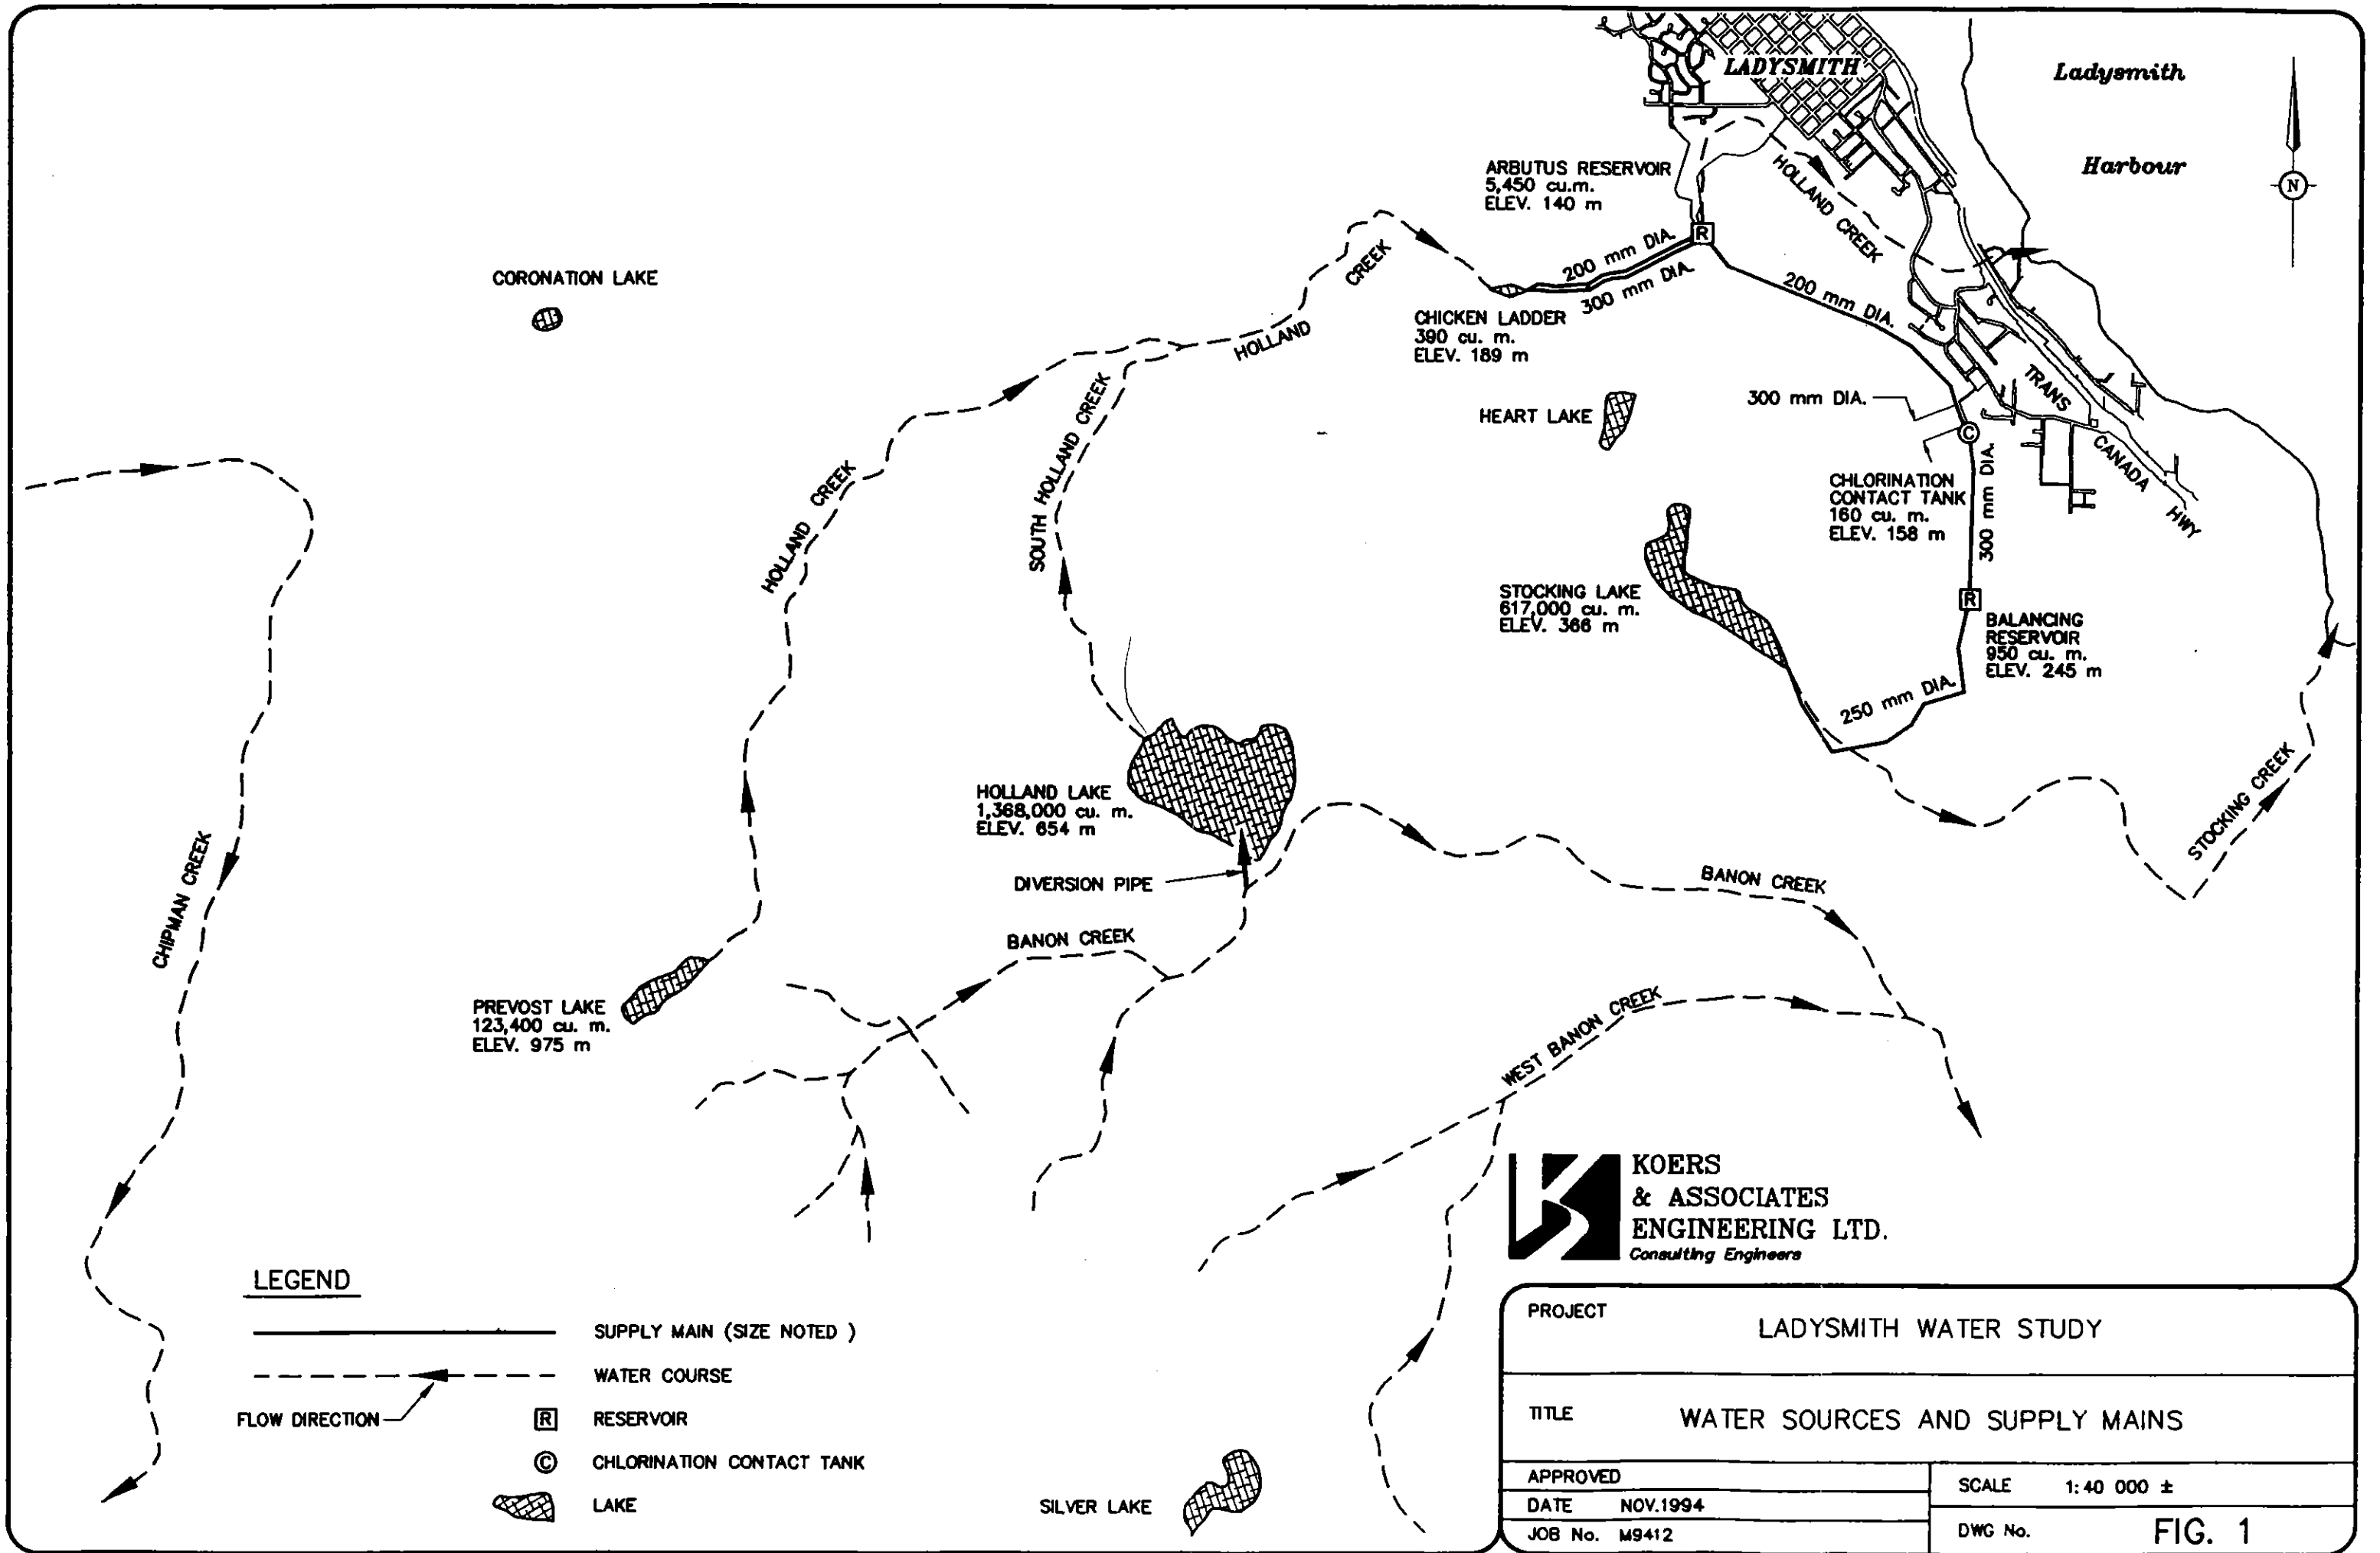 LADYSMITH
Ladysmith
Harbour
N
ARBUTUS RESERVOIR
5,450 cu.m.
ELEV. 140 m
R
HOLLAND CREEK
CORONATION LAKE
CREEK
HOLLAND
200 mm DIA.
300 mm DIA.
200 mm DIA.
CHICKEN LADDER
390 cu. m.
ELEV. 189 m
HEART LAKE
300 mm DIA.
TRANS
CANADA
HWY
C
CHLORINATION
CONTACT TANK
160 cu. m.
ELEV. 158 m
300 mm DIA.
SOUTH HOLLAND CREEK
HOLLAND CREEK
STOCKING LAKE
617,000 cu. m.
ELEV. 366 m
R
BALANCING
RESERVOIR
950 cu. m.
ELEV. 245 m
250 mm DIA.
HOLLAND LAKE
1,368,000 cu. m.
ELEV. 654 m
STOCKING CREEK
CHIPMAN CREEK
DIVERSION PIPE
BANON CREEK
BANON CREEK
PREVOST LAKE
123,400 cu. m.
ELEV. 975 m
WEST BANON CREEK
KOERS
& ASSOCIATES
ENGINEERING LTD.
Consulting Engineers
LEGEND
SUPPLY MAIN (SIZE NOTED )
WATER COURSE
FLOW DIRECTION
R RESERVOIR
C CHLORINATION CONTACT TANK
LAKE
SILVER LAKE
PROJECT LADYSMITH WATER STUDY
TITLE WATER SOURCES AND SUPPLY MAINS
APPROVED
DATE NOV.1994
JOB No. M9412
SCALE 1:40 000 ±
DWG No. FIG. 1